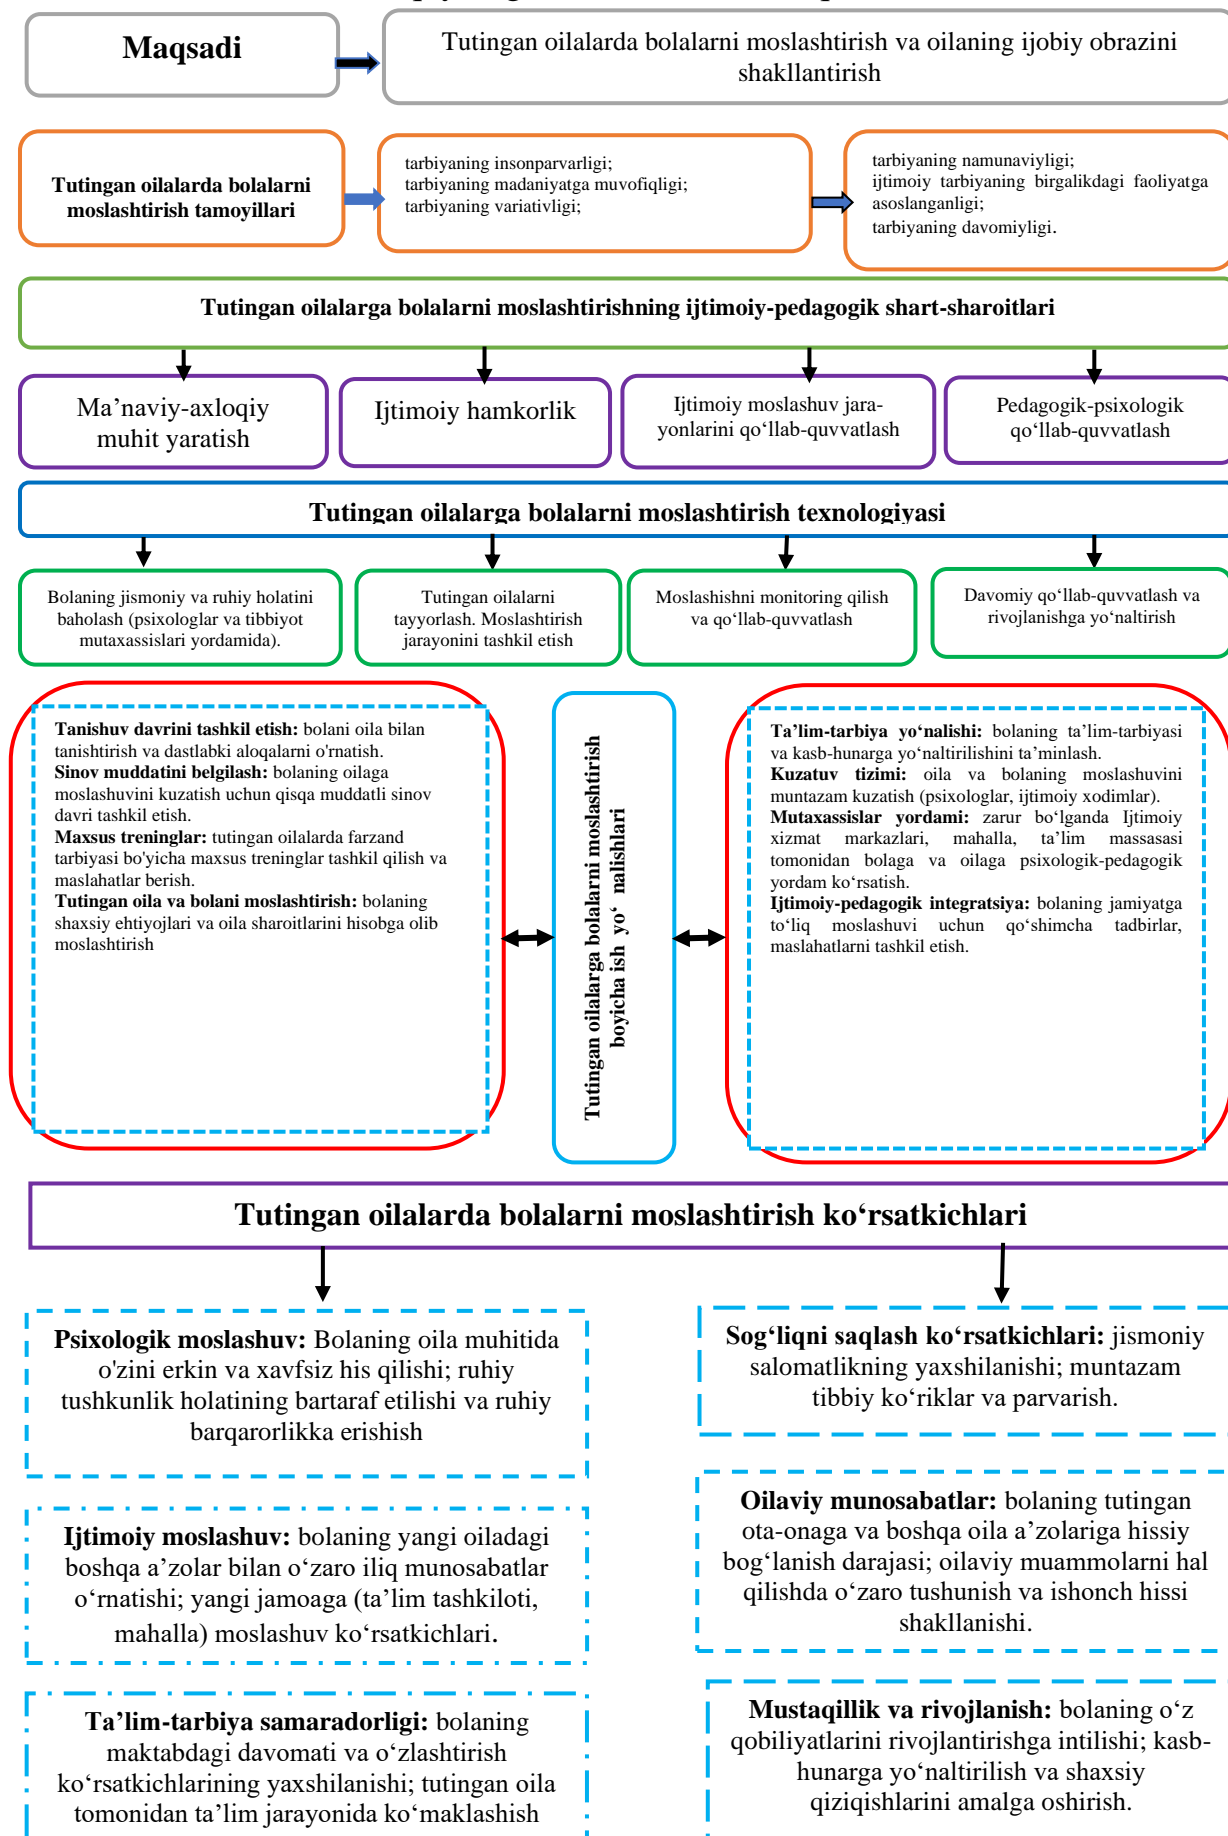 Maqsadi
Tutingan oilalarda bolalarni moslashtirish va oilaning ijobiy obrazini
shakllantirish
Tutingan oilalarda bolalarni
moslashtirish tamoyillari
tarbiyaning insonparvarligi;
tarbiyaning madaniyatga muvofiqligi;
tarbiyaning variativligi;
tarbiyaning namunaviyligi;
ijtimoiy tarbiyaning birgalikdagi faoliyatga
asoslanganligi;
tarbiyaning davomiyligi.
Tutingan oilalarga bolalarni moslashtirishning ijtimoiy-pedagogik shart-sharoitlari
Ma’naviy-axloqiy
muhit yaratish
Ijtimoiy hamkorlik
Ijtimoiy moslashuv jara-
yonlarini qo‘llab-quvvatlash
Pedagogik-psixologik
qo‘llab-quvvatlash
Tutingan oilalarga bolalarni moslashtirish texnologiyasi
Bolaning jismoniy va ruhiy holatini
baholash (psixologlar va tibbiyot
mutaxassislari yordamida).
Tutingan oilalarni
tayyorlash. Moslashtirish
jarayonini tashkil etish
Moslashishni monitoring qilish
va qo‘llab-quvvatlash
Davomiy qo‘llab-quvvatlash va
rivojlanishga yo‘naltirish
Tanishuv davrini tashkil etish: bolani oila bilan
tanishtirish va dastlabki aloqalarni o'rnatish.
Sinov muddatini belgilash: bolaning oilaga
moslashuvini kuzatish uchun qisqa muddatli sinov
davri tashkil etish.
Maxsus treninglar: tutingan oilalarda farzand
tarbiyasi bo'yicha maxsus treninglar tashkil qilish va
maslahatlar berish.
Tutingan oila va bolani moslashtirish: bolaning
shaxsiy ehtiyojlari va oila sharoitlarini hisobga olib
moslashtirish
Tutingan oilalarga bolalarni moslashtirish
boyicha ish yo‘ nalishlari
Ta’lim-tarbiya yo‘nalishi: bolaning ta’lim-tarbiyasi
va kasb-hunarga yo‘naltirilishini ta’minlash.
Kuzatuv tizimi: oila va bolaning moslashuvini
muntazam kuzatish (psixologlar, ijtimoiy xodimlar).
Mutaxassislar yordami: zarur bo‘lganda Ijtimoiy
xizmat markazlari, mahalla, ta’lim massasasi
tomonidan bolaga va oilaga psixologik-pedagogik
yordam ko‘rsatish.
Ijtimoiy-pedagogik integratsiya: bolaning jamiyatga
to‘liq moslashuvi uchun qo‘shimcha tadbirlar,
maslahatlarni tashkil etish.
Tutingan oilalarda bolalarni moslashtirish ko‘rsatkichlari
Psixologik moslashuv: Bolaning oila muhitida
o'zini erkin va xavfsiz his qilishi; ruhiy
tushkunlik holatining bartaraf etilishi va ruhiy
barqarorlikka erishish
Sog‘liqni saqlash ko‘rsatkichlari: jismoniy
salomatlikning yaxshilanishi; muntazam
tibbiy ko‘riklar va parvarish.
Ijtimoiy moslashuv: bolaning yangi oiladagi
boshqa a’zolar bilan o‘zaro iliq munosabatlar
o‘rnatishi; yangi jamoaga (ta’lim tashkiloti,
mahalla) moslashuv ko‘rsatkichlari.
Oilaviy munosabatlar: bolaning tutingan
ota-onaga va boshqa oila a’zolariga hissiy
bog‘lanish darajasi; oilaviy muammolarni hal
qilishda o‘zaro tushunish va ishonch hissi
shakllanishi.
Ta’lim-tarbiya samaradorligi: bolaning
maktabdagi davomati va o‘zlashtirish
ko‘rsatkichlarining yaxshilanishi; tutingan oila
tomonidan ta’lim jarayonida ko‘maklashish
Mustaqillik va rivojlanish: bolaning o‘z
qobiliyatlarini rivojlantirishga intilishi; kasb-
hunarga yo‘naltirilish va shaxsiy
qiziqishlarini amalga oshirish.